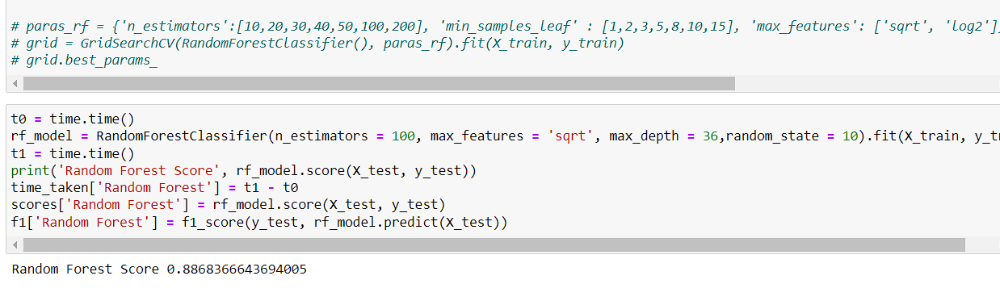 # paras_rf = {'n_estimators':[10,20,30,40,50,100,200], 'min_samples_leaf' : [1,2,3,5,8,10,15], 'max_features': ['sqrt', 'log2']
# grid = GridSearchCV(RandomForestClassifier(), paras_rf).fit(X_train, y_train)
# grid.best_params_
t0 = time.time()
rf_model = RandomForestClassifier(n_estimators = 100, max_features = 'sqrt', max_depth = 36,random_state = 10).fit(X_train, y_tr
t1 = time.time()
print('Random Forest Score', rf_model.score(X_test, y_test))
time_taken['Random Forest'] = t1 - t0
scores['Random Forest'] = rf_model.score(X_test, y_test)
f1['Random Forest'] = f1_score(y_test, rf_model.predict(X_test))
Random Forest Score 0.8868366643694005